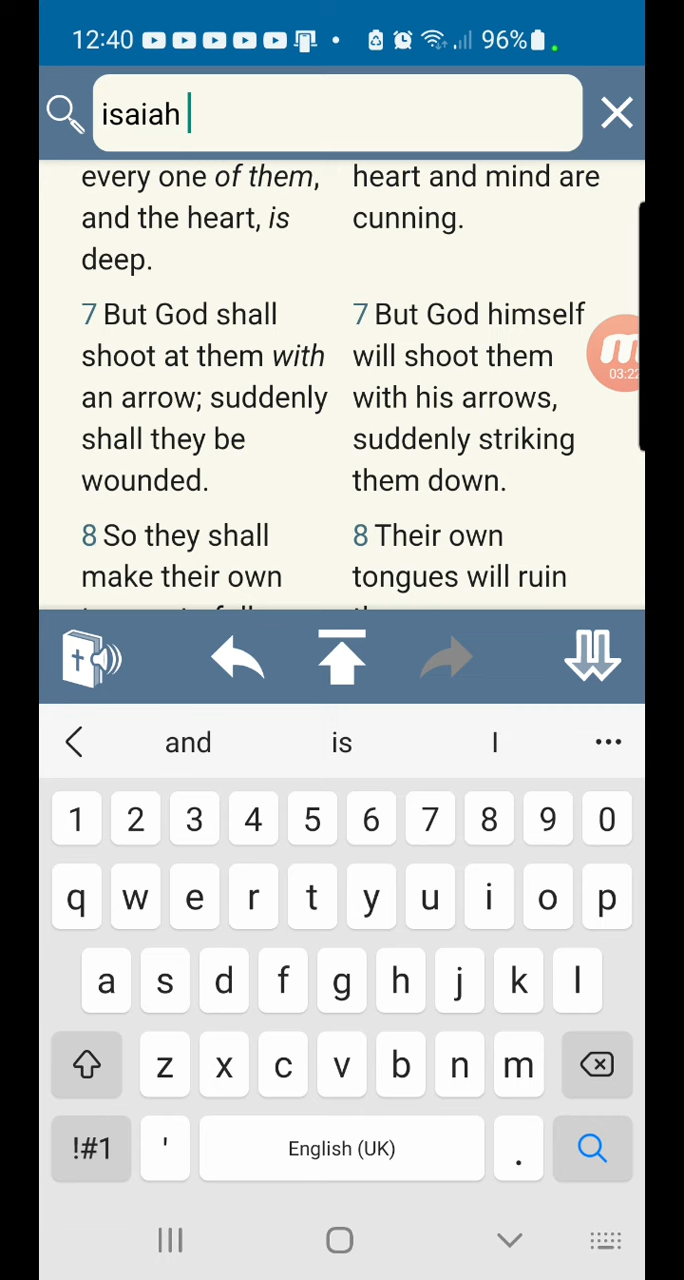 12:40 96%
isaiah
every one of them,
and the heart, is
deep.
7 But God shall
shoot at them with
an arrow; suddenly
shall they be
wounded.
8 So they shall
make their own
heart and mind are
cunning.
7 But God himself
will shoot them
with his arrows,
suddenly striking
them down.
8 Their own
tongues will ruin
03:22
and is I
1 2 3 4 5 6 7 8 9 0
q w e r t y u i o p
a s d f g h j k l
z x c v b n m
!#1 ' English (UK) .